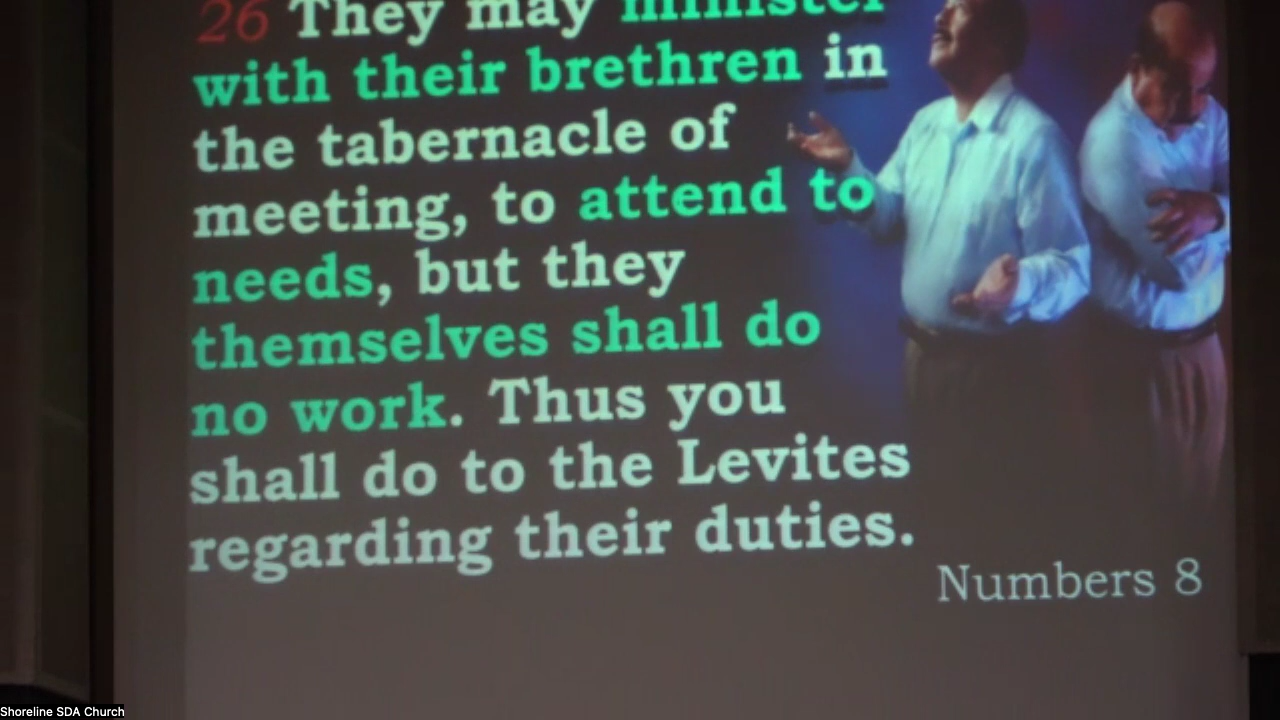 26 They may minister
with their brethren in
the tabernacle of
meeting, to attend to
needs, but they
themselves shall do
no work. Thus you
shall do to the Levites
regarding their duties.
Numbers 8
Shoreline SDA Church